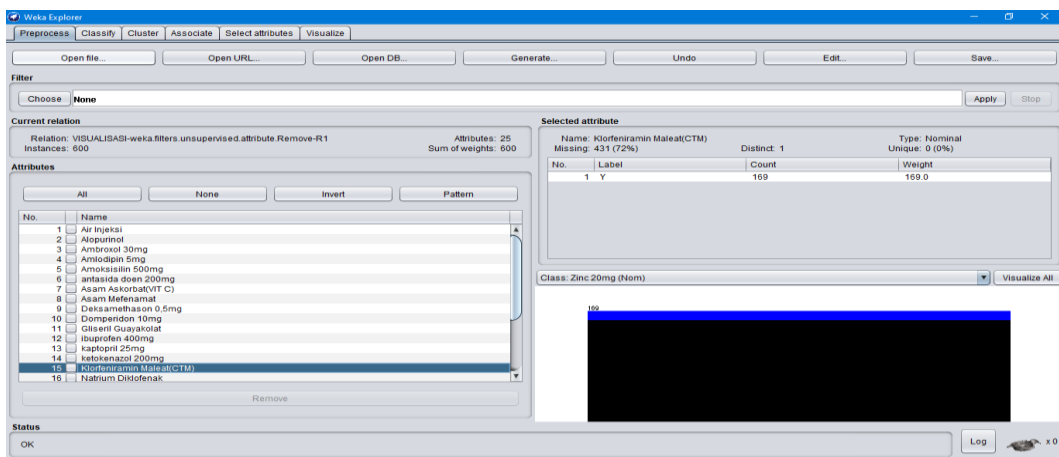 Weka Explorer
Preprocess Classify Cluster Associate Select attributes Visualize
Open file... Open URL... Open DB... Generate... Undo Edit... Save...
Filter
Choose None Apply Stop
Current relation
Relation: VISUALISASI-weka.filters.unsupervised.attribute.Remove-R1 Attributes: 25
Instances: 600 Sum of weights: 600
Attributes
All None Invert Pattern
No. Name
1 Air Injeksi
2 Alopurinol
3 Ambroxol 30mg
4 Amlodipin 5mg
5 Amoksisilin 500mg
6 antasida doen 200mg
7 Asam Askorbat(VIT C)
8 Asam Mefenamat
9 Deksamethason 0,5mg
10 Domperidon 10mg
11 Gliseril Guayakolat
12 ibuprofen 400mg
13 kaptopril 25mg
14 ketokenazol 200mg
15 Klorfeniramin Maleat(CTM)
16 Natrium Diklofenak
Remove
Selected attribute
Name: Klorfeniramin Maleat(CTM) Type: Nominal
Missing: 431 (72%) Distinct: 1 Unique: 0 (0%)
No. Label Count Weight
1 Y 169 169.0
Class: Zinc 20mg (Nom) Visualize All
169
Status
OK Log x 0